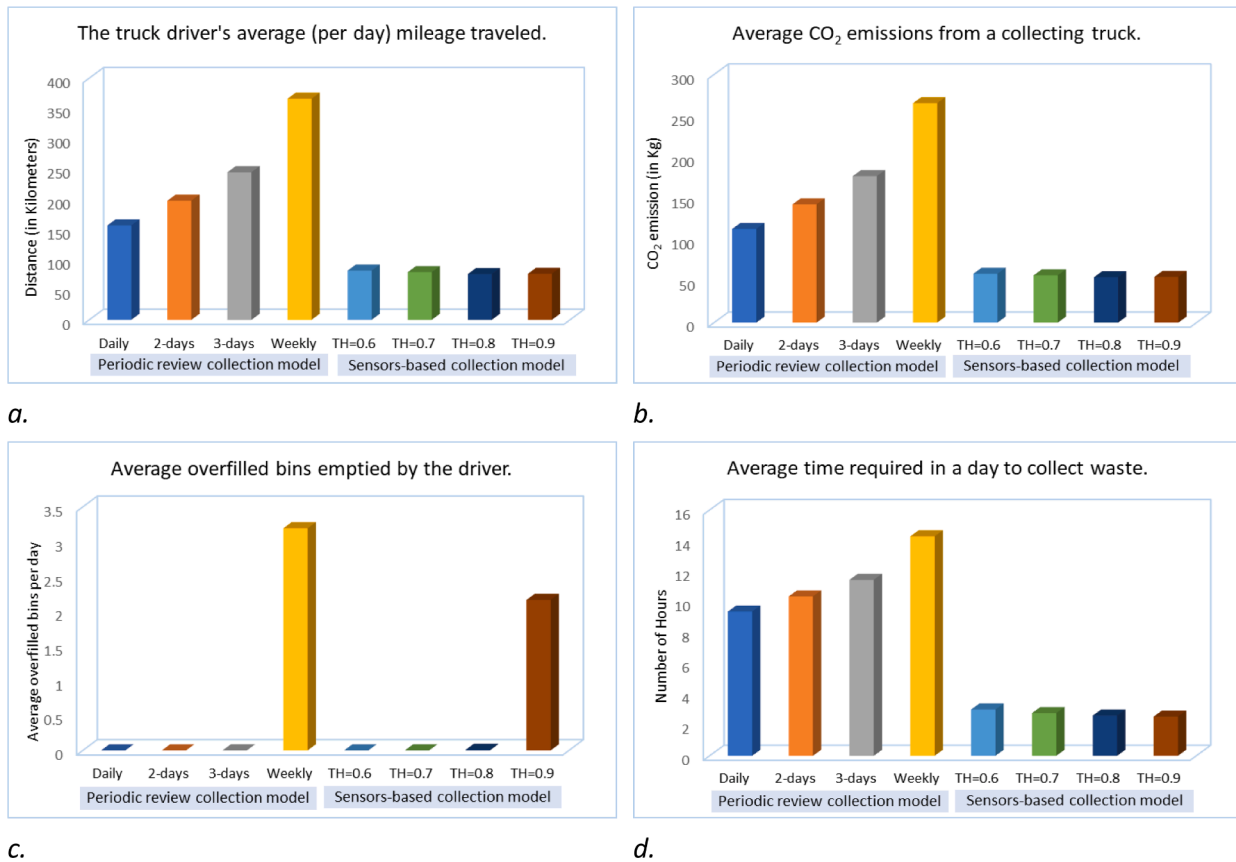 The truck driver's average (per day) mileage traveled.
Distance (in Kilometers)
400
350
300
250
200
150
100
50
0
Daily 2-days 3-days Weekly TH=0.6 TH=0.7 TH=0.8 TH=0.9
Periodic review collection model Sensors-based collection model
a.
Average CO₂ emissions from a collecting truck.
CO₂ emission (in Kg)
300
250
200
150
100
50
0
Daily 2-days 3-days Weekly TH=0.6 TH=0.7 TH=0.8 TH=0.9
Periodic review collection model Sensors-based collection model
b.
Average overfilled bins emptied by the driver.
Average overfilled bins per day
3.5
3
2.5
2
1.5
1
0.5
0
Daily 2-days 3-days Weekly TH=0.6 TH=0.7 TH=0.8 TH=0.9
Periodic review collection model Sensors-based collection model
c.
Average time required in a day to collect waste.
Number of Hours
16
14
12
10
8
6
4
2
0
Daily 2-days 3-days Weekly TH=0.6 TH=0.7 TH=0.8 TH=0.9
Periodic review collection model Sensors-based collection model
d.